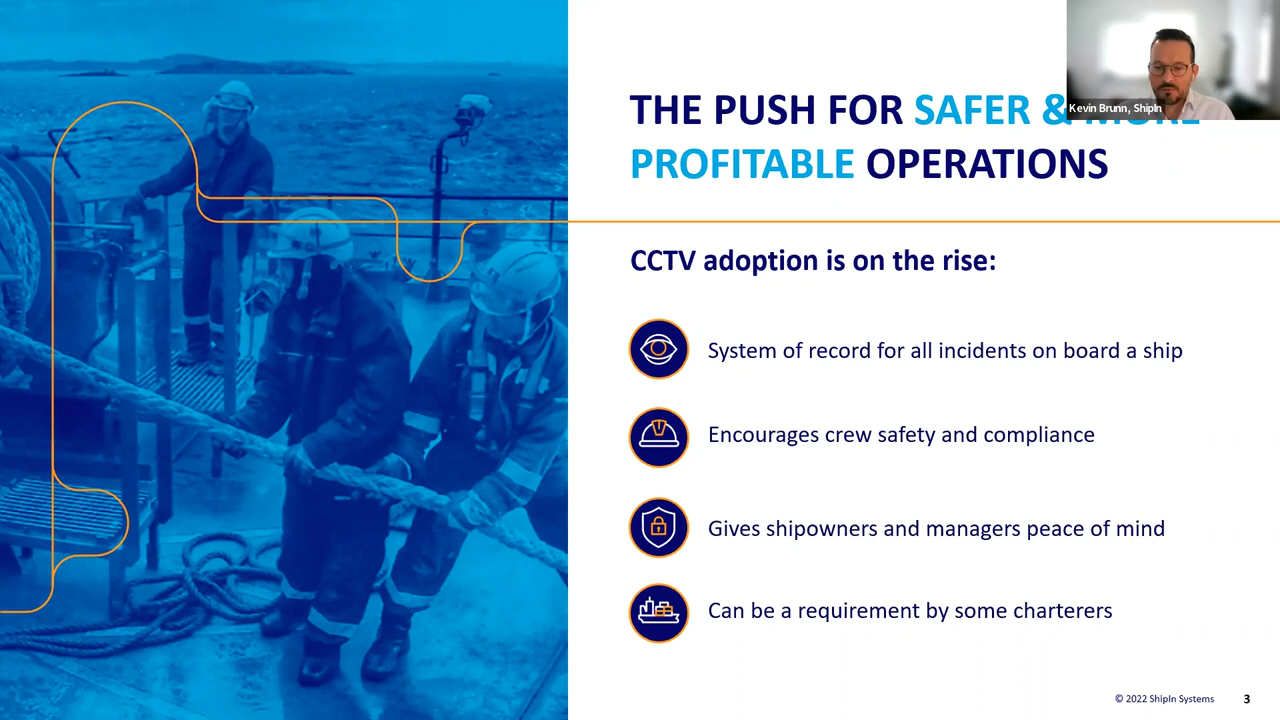 THE PUSH FOR SAFER &
PROFITABLE OPERATIONS
Kevin Brunn, ShipIn
CCTV adoption is on the rise:
System of record for all incidents on board a ship
Encourages crew safety and compliance
Gives shipowners and managers peace of mind
Can be a requirement by some charterers
© 2022 ShipIn Systems 3